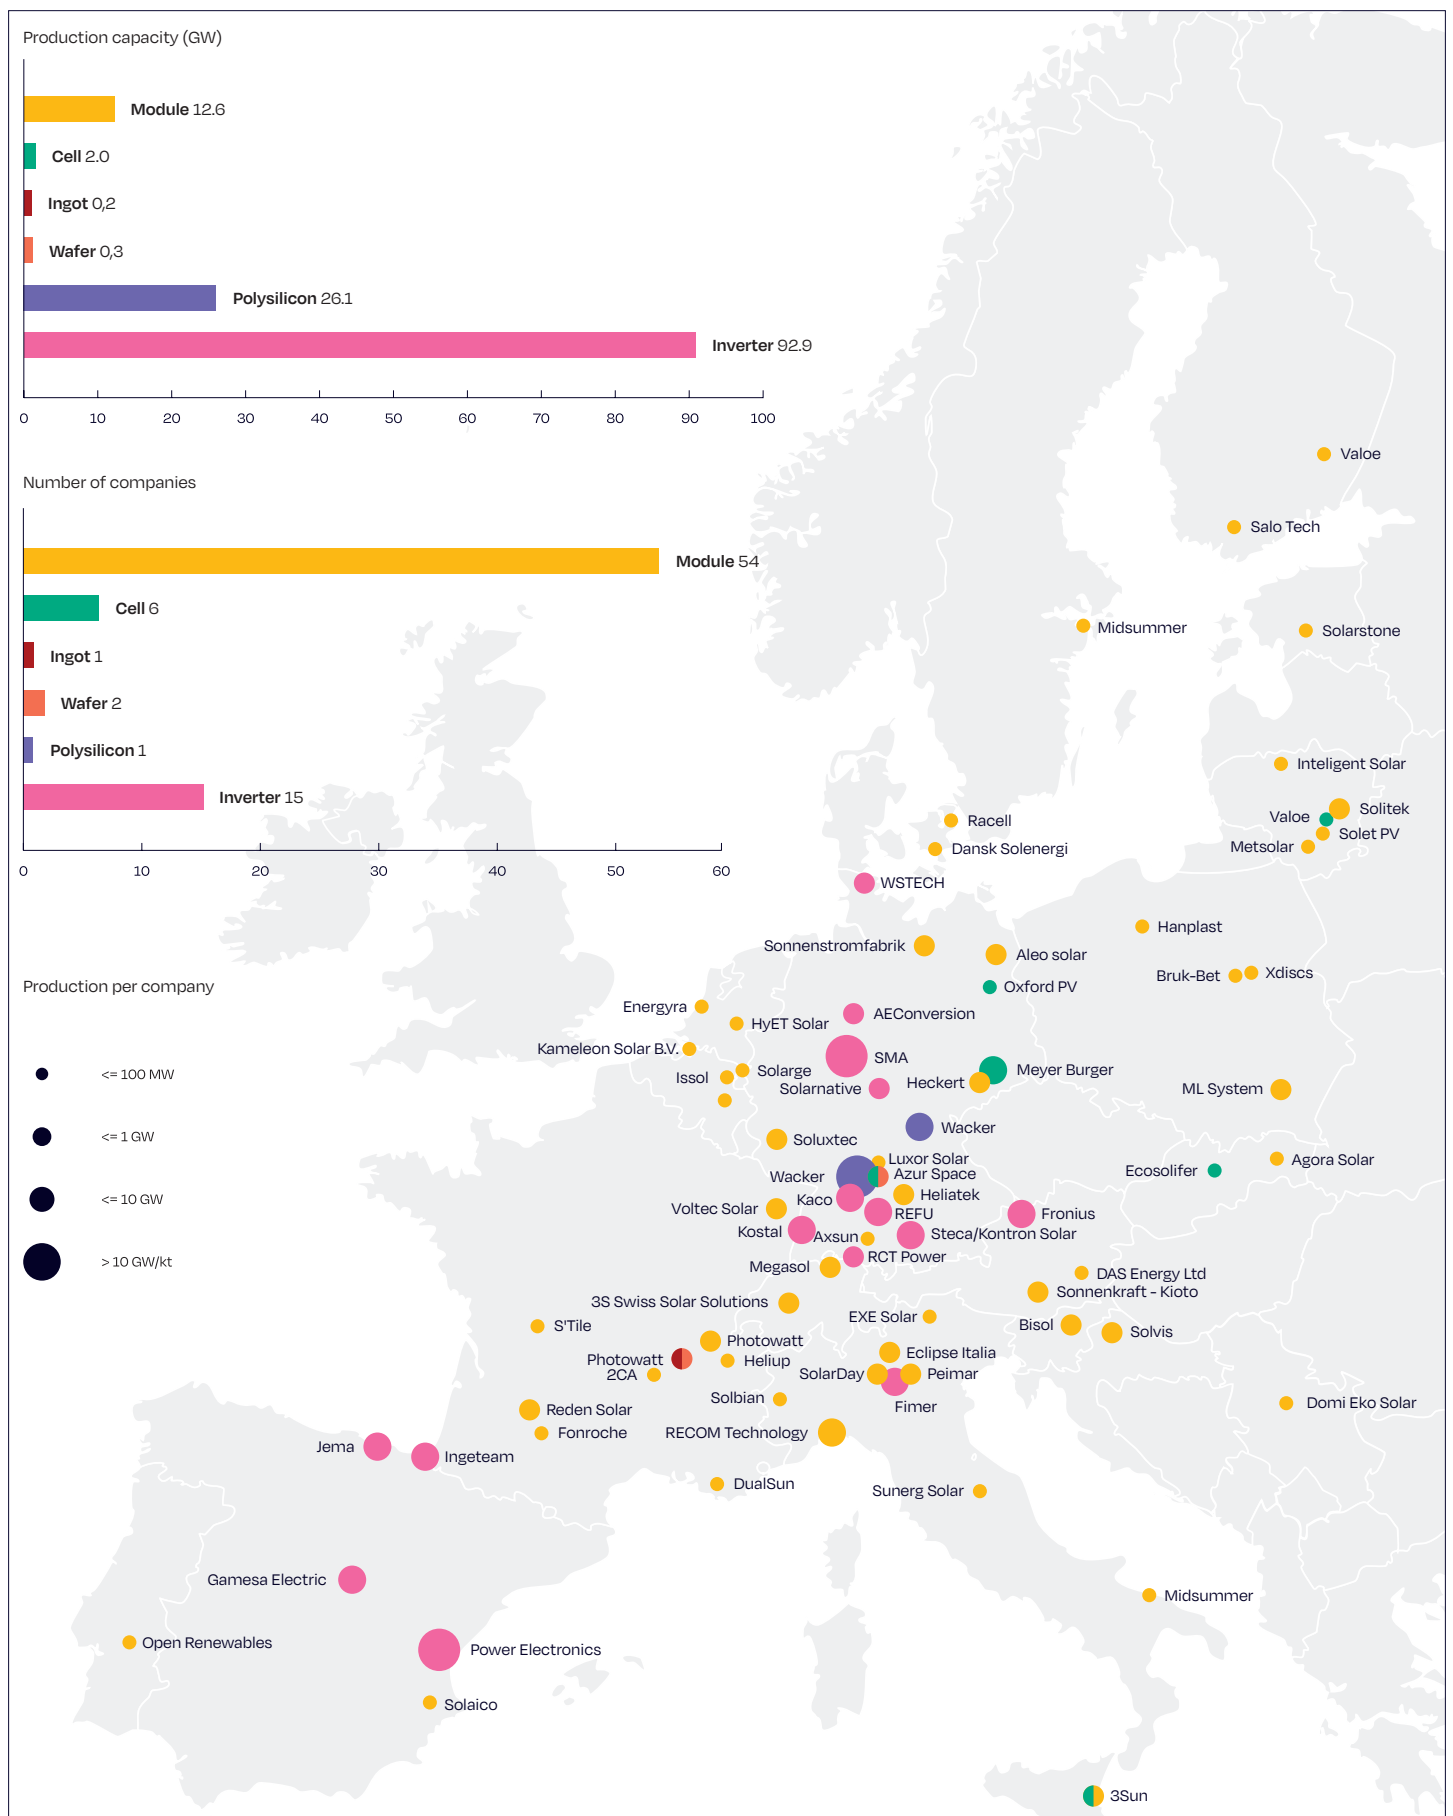 Production capacity (GW)
Module 12.6
Cell 2.0
Ingot 0,2
Wafer 0,3
Polysilicon 26.1
Inverter 92.9
0 10 20 30 40 50 60 70 80 90 100
Number of companies
Module 54
Cell 6
Ingot 1
Wafer 2
Polysilicon 1
Inverter 15
0 10 20 30 40 50 60
Production per company
<= 100 MW
<= 1 GW
<= 10 GW
> 10 GW/kt
Valoe
Salo Tech
Midsummer
Solarstone
Inteligent Solar
Solitek
Valoe
Solet PV
Metsolar
Racell
Dansk Solenergi
WSTECH
Hanplast
Sonnenstromfabrik
Aleo solar
Bruk-Bet
Xdiscs
Oxford PV
Energyra
AEConversion
HyET Solar
Kameleon Solar B.V.
SMA
Meyer Burger
Solarge
Issol
Heckert
Solarnative
ML System
Wacker
Soluxtec
Luxor Solar
Agora Solar
Ecosolifer
Azur Space
Wacker
Heliatek
Kaco
Voltec Solar
REFU
Fronius
Kostal
Steca/Kontron Solar
Axsun
RCT Power
Megasol
DAS Energy Ltd
Sonnenkraft - Kioto
3S Swiss Solar Solutions
EXE Solar
Bisol
S'Tile
Solvis
Photowatt
Eclipse Italia
Photowatt
Heliup
2CA
SolarDay
Peimar
Solbian
Domi Eko Solar
Fimer
Reden Solar
Fonroche
RECOM Technology
Jema
Ingeteam
DualSun
Sunerg Solar
Gamesa Electric
Midsummer
Open Renewables
Power Electronics
Solaico
3Sun